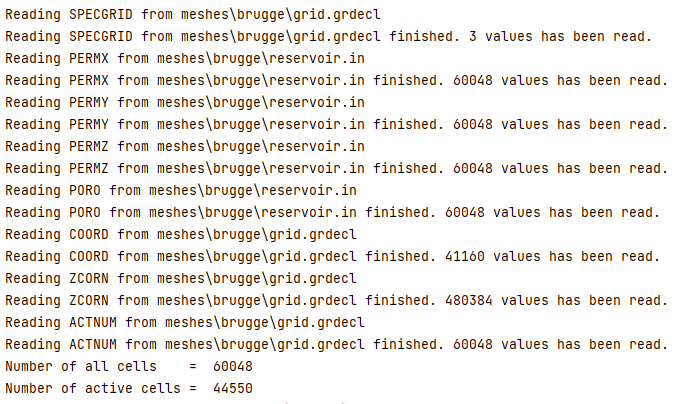 Reading SPECGRID from meshes\brugge\grid.grdecl
Reading SPECGRID from meshes\brugge\grid.grdecl finished. 3 values has been read.
Reading PERMX from meshes\brugge\reservoir.in
Reading PERMX from meshes\brugge\reservoir.in finished. 60048 values has been read.
Reading PERMY from meshes\brugge\reservoir.in
Reading PERMY from meshes\brugge\reservoir.in finished. 60048 values has been read.
Reading PERMZ from meshes\brugge\reservoir.in
Reading PERMZ from meshes\brugge\reservoir.in finished. 60048 values has been read.
Reading PORO from meshes\brugge\reservoir.in
Reading PORO from meshes\brugge\reservoir.in finished. 60048 values has been read.
Reading COORD from meshes\brugge\grid.grdecl
Reading COORD from meshes\brugge\grid.grdecl finished. 41160 values has been read.
Reading ZCORN from meshes\brugge\grid.grdecl
Reading ZCORN from meshes\brugge\grid.grdecl finished. 480384 values has been read.
Reading ACTNUM from meshes\brugge\grid.grdecl
Reading ACTNUM from meshes\brugge\grid.grdecl finished. 60048 values has been read.
Number of all cells    =  60048
Number of active cells =  44550